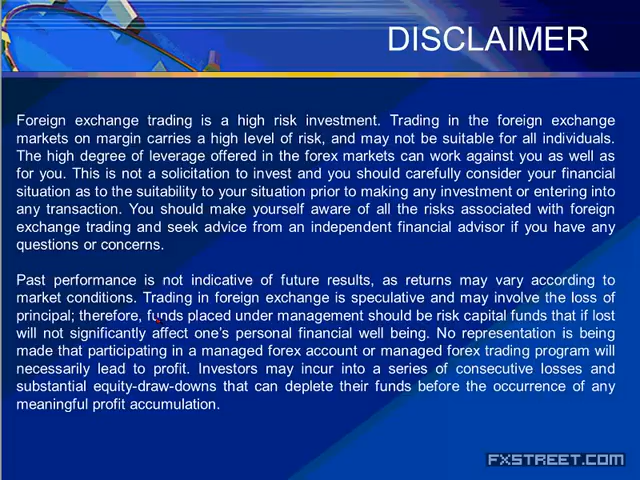 DISCLAIMER
Foreign exchange trading is a high risk investment. Trading in the foreign exchange
markets on margin carries a high level of risk, and may not be suitable for all individuals.
The high degree of leverage offered in the forex markets can work against you as well as
for you. This is not a solicitation to invest and you should carefully consider your financial
situation as to the suitability to your situation prior to making any investment or entering into
any transaction. You should make yourself aware of all the risks associated with foreign
exchange trading and seek advice from an independent financial advisor if you have any
questions or concerns.
Past performance is not indicative of future results, as returns may vary according to
market conditions. Trading in foreign exchange is speculative and may involve the loss of
principal; therefore, funds placed under management should be risk capital funds that if lost
will not significantly affect one's personal financial well being. No representation is being
made that participating in a managed forex account or managed forex trading program will
necessarily lead to profit. Investors may incur into a series of consecutive losses and
substantial equity-draw-downs that can deplete their funds before the occurrence of any
meaningful profit accumulation.
FXSTREET.COM